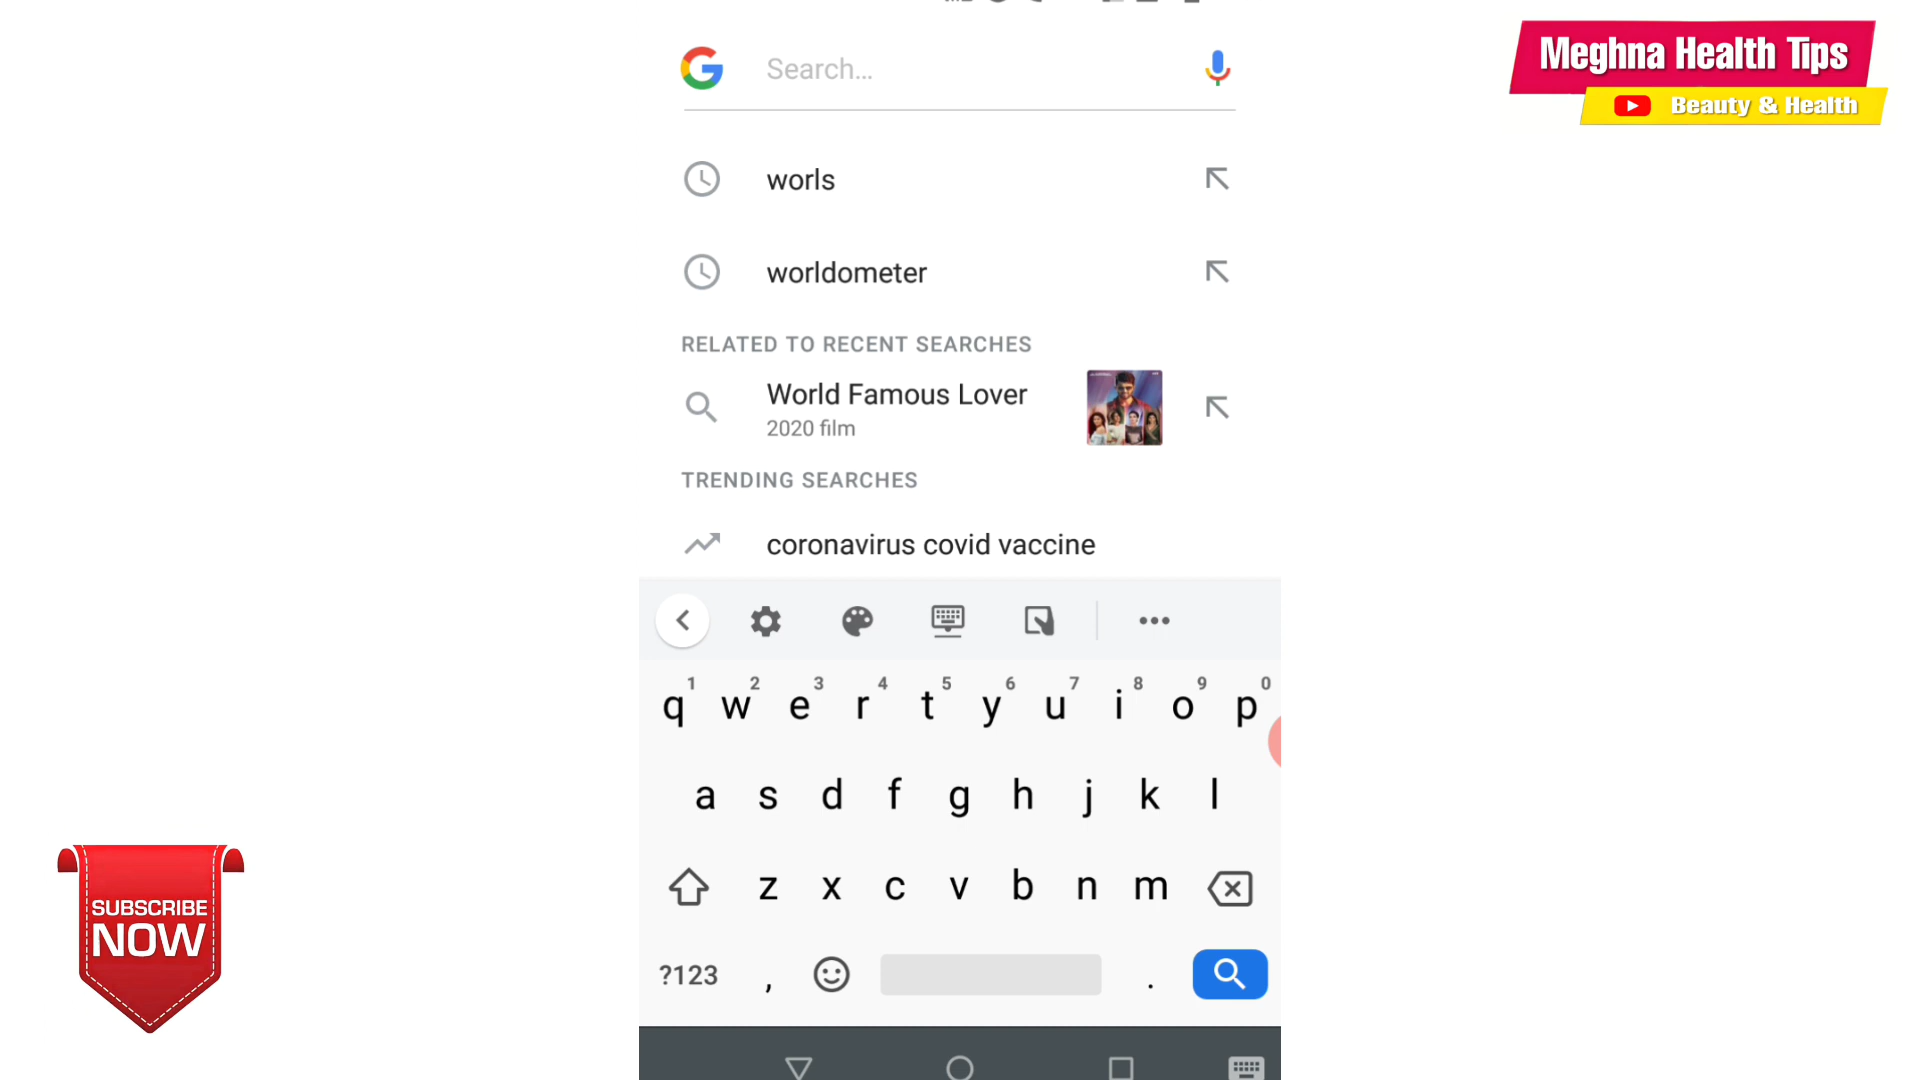 Meghna Health Tips
Beauty & Health
Search...
worls
worldometer
RELATED TO RECENT SEARCHES
World Famous Lover
2020 film
TRENDING SEARCHES
coronavirus covid vaccine
1 2 3 4 5 6 7 8 9 0
q w e r t y u i o p
a s d f g h j k l
z x c v b n m
?123 , .
SUBSCRIBE
NOW